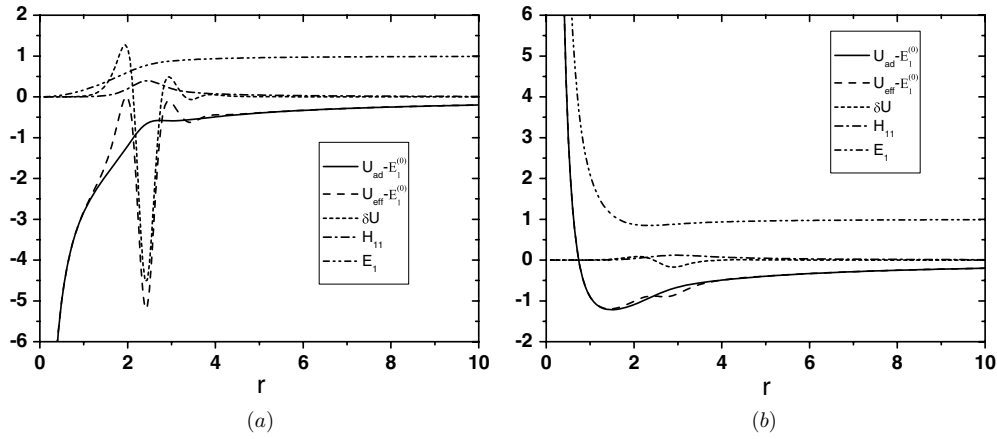 2
1
0
-1
-2
-3
-4
-5
-6
0 2 4 6 8 10
r
U_ad-E_1^(0)
U_eff-E_1^(0)
δU
H_11
E_1
(a)
6
5
4
3
2
1
0
-1
-2
0 2 4 6 8 10
r
U_ad-E_1^(0)
U_eff-E_1^(0)
δU
H_11
E_1
(b)